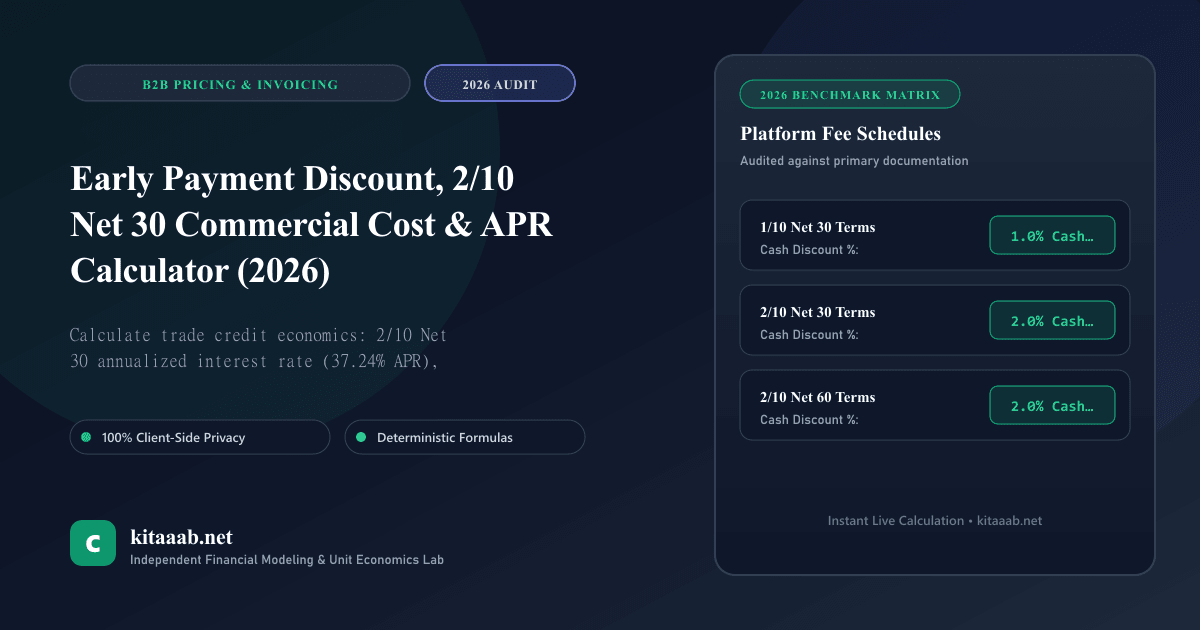 B2B PRICING & INVOICING
2026 AUDIT
Early Payment Discount, 2/10
Net 30 Commercial Cost & APR
Calculator (2026)
Calculate trade credit economics: 2/10 Net
30 annualized interest rate (37.24% APR),
100% Client-Side Privacy
Deterministic Formulas
C
kitaaab.net
Independent Financial Modeling & Unit Economics Lab
2026 BENCHMARK MATRIX
Platform Fee Schedules
Audited against primary documentation
1/10 Net 30 Terms
Cash Discount %:
1.0% Cash…
2/10 Net 30 Terms
Cash Discount %:
2.0% Cash…
2/10 Net 60 Terms
Cash Discount %:
2.0% Cash…
Instant Live Calculation • kitaaab.net